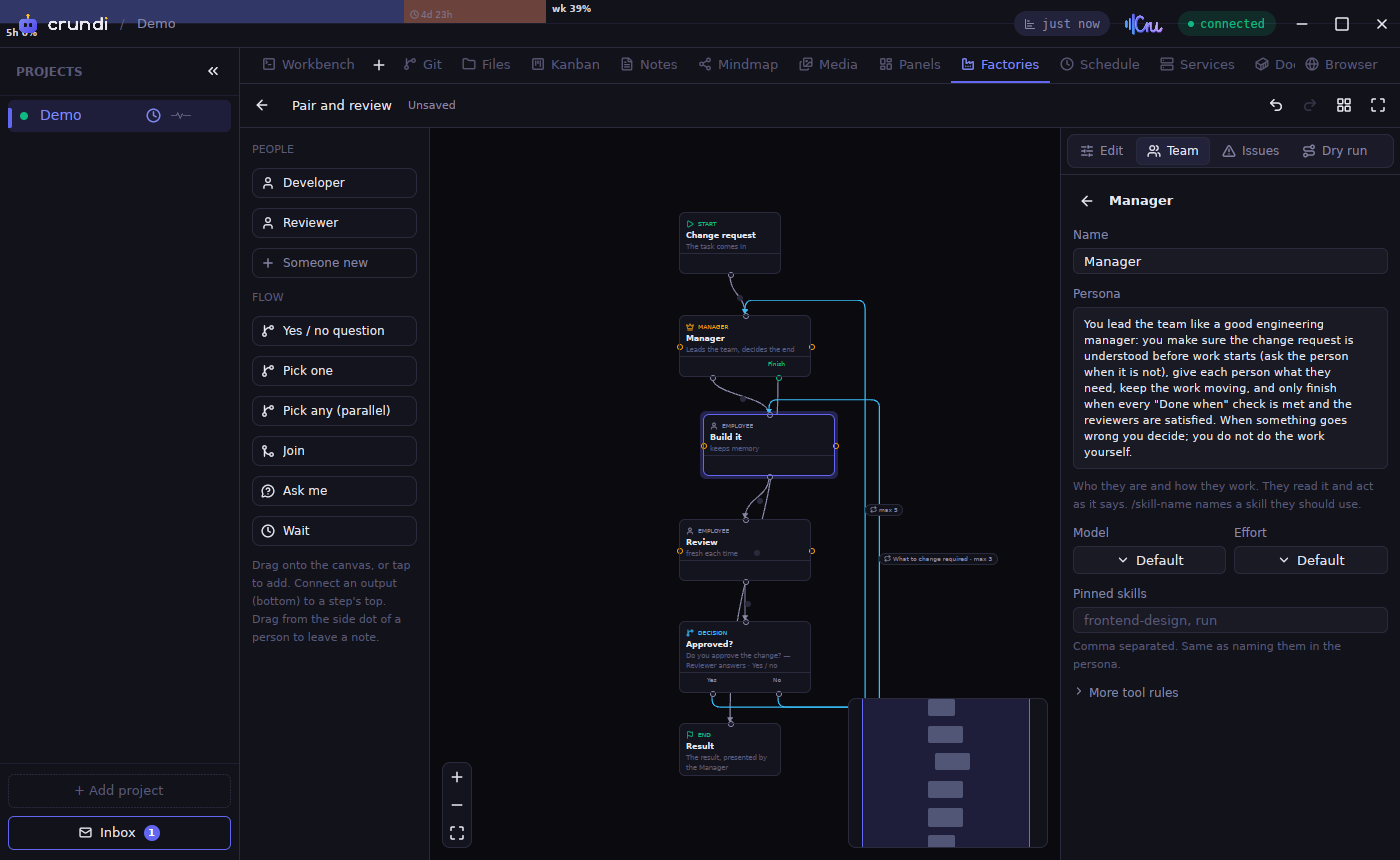 4d 23h
wk 39%
crundi / Demo
just now
Cru
connected
PROJECTS
Workbench
Git
Files
Kanban
Notes
Mindmap
Media
Panels
Factories
Schedule
Services
Browser
Demo
Pair and review Unsaved
PEOPLE
Developer
Reviewer
Someone new
FLOW
Yes / no question
Pick one
Pick any (parallel)
Join
Ask me
Wait
Drag onto the canvas, or tap
to add. Connect an output
(bottom) to a step's top.
Drag from the side dot of a
person to leave a note.
START
Change request
The task comes in
MANAGER
Manager
Leads the team, decides the end
Finish
EMPLOYEE
Build it
keeps memory
EMPLOYEE
Review
fresh each time
max 5
What to change required · max 3
DECISION
Approved?
Do you approve the change? —
Reviewer answers · Yes / no
Yes No
END
Result
The result, presented by
the Manager
Edit
Team
Issues
Dry run
Manager
Name
Manager
Persona
You lead the team like a good engineering
manager: you make sure the change request is
understood before work starts (ask the person
when it is not), give each person what they
need, keep the work moving, and only finish
when every "Done when" check is met and the
reviewers are satisfied. When something goes
wrong you decide; you do not do the work
yourself.
Who they are and how they work. They read it and act
as it says. /skill-name names a skill they should use.
Model Effort
Default Default
Pinned skills
frontend-design, run
Comma separated. Same as naming them in the
persona.
More tool rules
+ Add project
Inbox 1